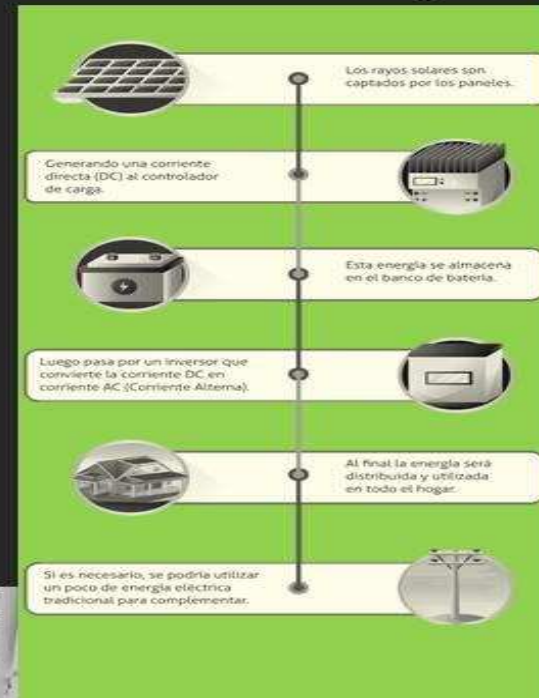 Los rayos solares son
captados por los paneles.
Generando una corriente
directa (DC) al controlador
de carga.
Esta energía se almacena
en el banco de batería.
Luego pasa por un inversor que
convierte la corriente DC en
corriente AC (Corriente Alterna).
Al final la energía será
distribuida y utilizada
en todo el hogar.
Si es necesario, se podría utilizar
un poco de energía eléctrica
tradicional para complementar.